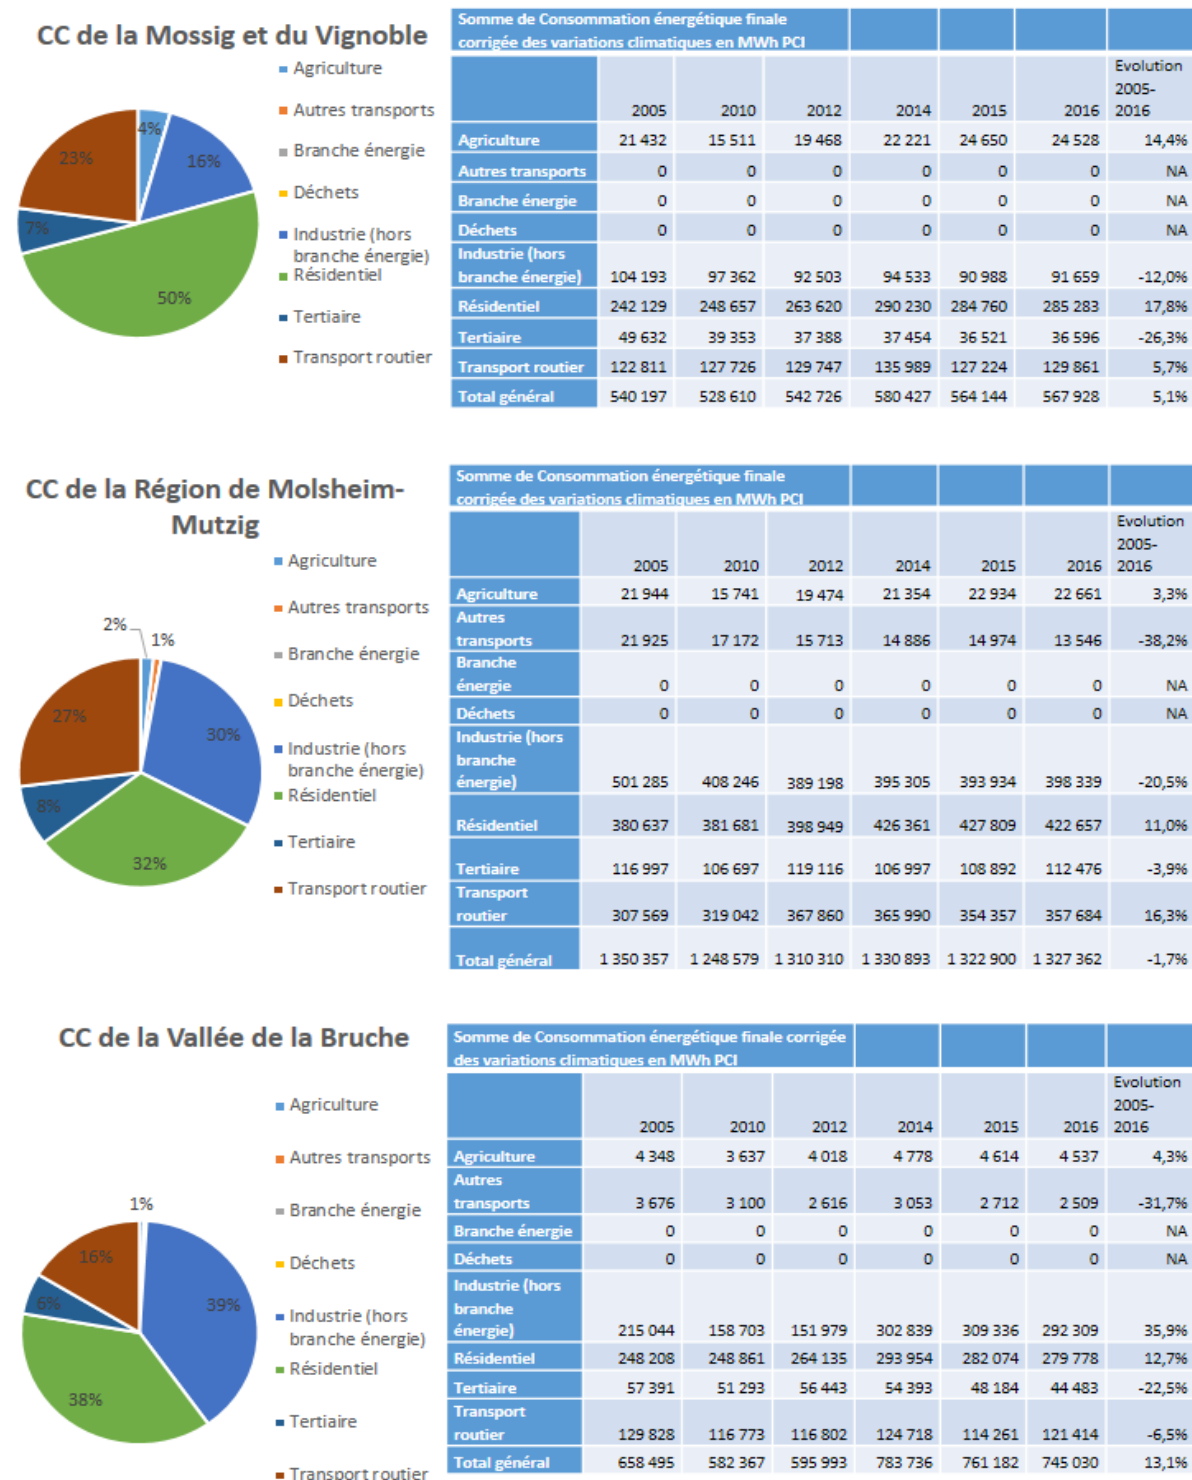 CC de la Mossig et du Vignoble
Agriculture
Autres transports
Branche énergie
Déchets
Industrie (hors
branche énergie)
Résidentiel
Tertiaire
Transport routier
4%
16%
50%
7%
23%
Somme de Consommation énergétique finale
corrigée des variations climatiques en MWh PCI
2005 2010 2012 2014 2015 2016 Evolution 2005-2016
Agriculture 21 432 15 511 19 468 22 221 24 650 24 528 14,4%
Autres transports 0 0 0 0 0 0 NA
Branche énergie 0 0 0 0 0 0 NA
Déchets 0 0 0 0 0 0 NA
Industrie (hors
branche énergie) 104 193 97 362 92 503 94 533 90 988 91 659 -12,0%
Résidentiel 242 129 248 657 263 620 290 230 284 760 285 283 17,8%
Tertiaire 49 632 39 353 37 388 37 454 36 521 36 596 -26,3%
Transport routier 122 811 127 726 129 747 135 989 127 224 129 861 5,7%
Total général 540 197 528 610 542 726 580 427 564 144 567 928 5,1%
CC de la Région de Molsheim-
Mutzig
Agriculture
Autres transports
Branche énergie
Déchets
Industrie (hors
branche énergie)
Résidentiel
Tertiaire
Transport routier
2%
1%
30%
32%
8%
27%
Somme de Consommation énergétique finale
corrigée des variations climatiques en MWh PCI
2005 2010 2012 2014 2015 2016 Evolution 2005-2016
Agriculture 21 944 15 741 19 474 21 354 22 934 22 661 3,3%
Autres
transports 21 925 17 172 15 713 14 886 14 974 13 546 -38,2%
Branche
énergie 0 0 0 0 0 0 NA
Déchets 0 0 0 0 0 0 NA
Industrie (hors
branche
énergie) 501 285 408 246 389 198 395 305 393 934 398 339 -20,5%
Résidentiel 380 637 381 681 398 949 426 361 427 809 422 657 11,0%
Tertiaire 116 997 106 697 119 116 106 997 108 892 112 476 -3,9%
Transport
routier 307 569 319 042 367 860 365 990 354 357 357 684 16,3%
Total général 1 350 357 1 248 579 1 310 310 1 330 893 1 322 900 1 327 362 -1,7%
CC de la Vallée de la Bruche
Agriculture
Autres transports
Branche énergie
Déchets
Industrie (hors
branche énergie)
Résidentiel
Tertiaire
Transport routier
1%
39%
38%
6%
16%
Somme de Consommation énergétique finale corrigée
des variations climatiques en MWh PCI
2005 2010 2012 2014 2015 2016 Evolution 2005-2016
Agriculture 4 348 3 637 4 018 4 778 4 614 4 537 4,3%
Autres
transports 3 676 3 100 2 616 3 053 2 712 2 509 -31,7%
Branche énergie 0 0 0 0 0 0 NA
Déchets 0 0 0 0 0 0 NA
Industrie (hors
branche
énergie) 215 044 158 703 151 979 302 839 309 336 292 309 35,9%
Résidentiel 248 208 248 861 264 135 293 954 282 074 279 778 12,7%
Tertiaire 57 391 51 293 56 443 54 393 48 184 44 483 -22,5%
Transport
routier 129 828 116 773 116 802 124 718 114 261 121 414 -6,5%
Total général 658 495 582 367 595 993 783 736 761 182 745 030 13,1%